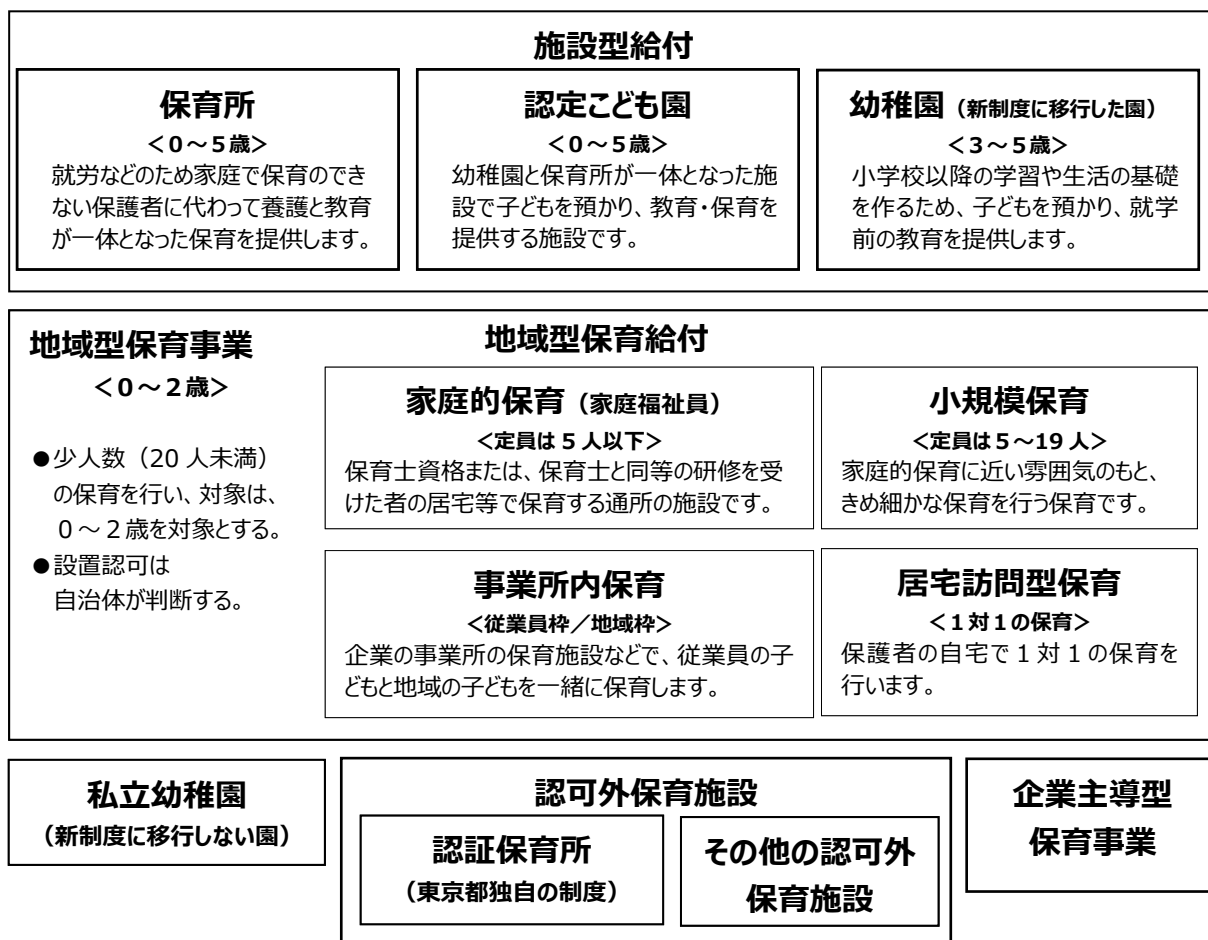 施設型給付
保育所
＜０～５歳＞
就労などのため家庭で保育のでき
ない保護者に代わって養護と教育
が一体となった保育を提供します。
認定こども園
＜０～５歳＞
幼稚園と保育所が一体となった施
設で子どもを預かり、教育・保育を
提供する施設です。
幼稚園（新制度に移行した園）
＜３～５歳＞
小学校以降の学習や生活の基礎
を作るため、子どもを預かり、就学
前の教育を提供します。
地域型保育事業
＜０～２歳＞
●少人数（20 人未満）
の保育を行い、対象は、
０～２歳を対象とする。
●設置認可は
自治体が判断する。
地域型保育給付
家庭的保育（家庭福祉員）
＜定員は 5 人以下＞
保育士資格または、保育士と同等の研修を受
けた者の居宅等で保育する通所の施設です。
小規模保育
＜定員は５～19 人＞
家庭的保育に近い雰囲気のもと、
きめ細かな保育を行う保育です。
事業所内保育
＜従業員枠／地域枠＞
企業の事業所の保育施設などで、従業員の子
どもと地域の子どもを一緒に保育します。
居宅訪問型保育
＜１対１の保育＞
保護者の自宅で１対１の保育を
行います。
私立幼稚園
（新制度に移行しない園）
認可外保育施設
認証保育所
（東京都独自の制度）
その他の認可外
保育施設
企業主導型
保育事業